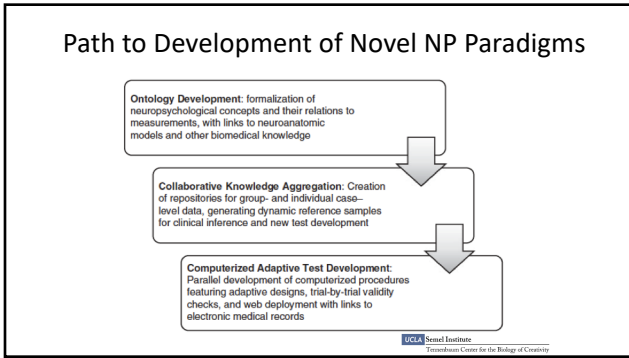 Path to Development of Novel NP Paradigms
Ontology Development: formalization of
neuropsychological concepts and their relations to
measurements, with links to neuroanatomic
models and other biomedical knowledge
Collaborative Knowledge Aggregation: Creation
of repositories for group- and individual case–
level data, generating dynamic reference samples
for clinical inference and new test development
Computerized Adaptive Test Development:
Parallel development of computerized procedures
featuring adaptive designs, trial-by-trial validity
checks, and web deployment with links to
electronic medical records
UCLA Semel Institute
Tennenbaum Center for the Biology of Creativity